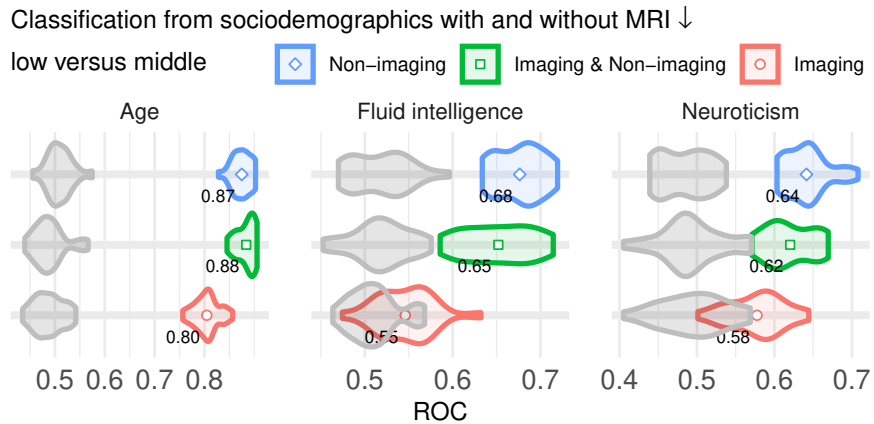 Classification from sociodemographics with and without MRI ↓
low versus middle
Non−imaging Imaging & Non−imaging Imaging
Age Fluid intelligence Neuroticism
0.87 0.68 0.64
0.88 0.65 0.62
0.80 0.55 0.58
0.5 0.6 0.7 0.8 0.5 0.6 0.7 0.4 0.5 0.6 0.7
ROC